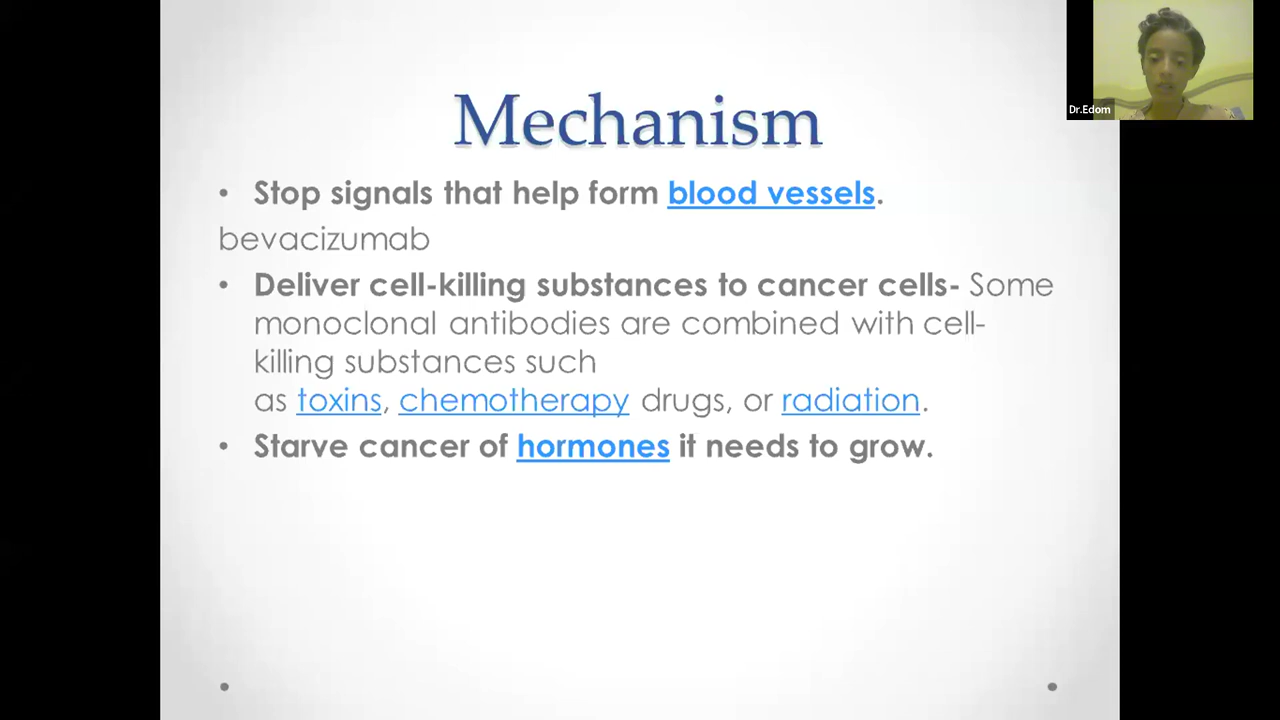 Dr.Edom
Mechanism
• Stop signals that help form blood vessels.
bevacizumab
• Deliver cell-killing substances to cancer cells- Some
monoclonal antibodies are combined with cell-
killing substances such
as toxins, chemotherapy drugs, or radiation.
• Starve cancer of hormones it needs to grow.